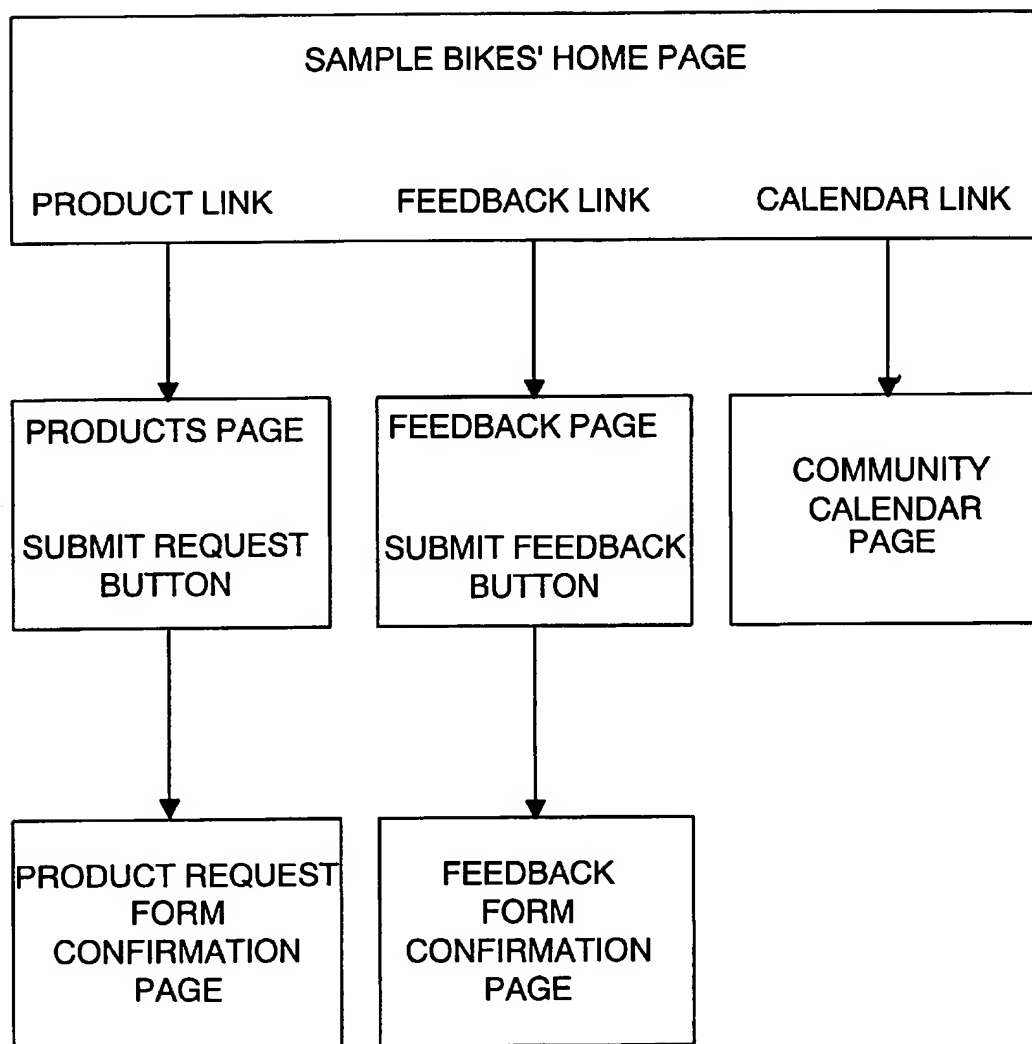 SAMPLE BIKES' HOME PAGE
PRODUCT LINK
FEEDBACK LINK
CALENDAR LINK
PRODUCTS PAGE
SUBMIT REQUEST
BUTTON
FEEDBACK PAGE
SUBMIT FEEDBACK
BUTTON
COMMUNITY
CALENDAR
PAGE
PRODUCT REQUEST
FORM
CONFIRMATION
PAGE
FEEDBACK
FORM
CONFIRMATION
PAGE